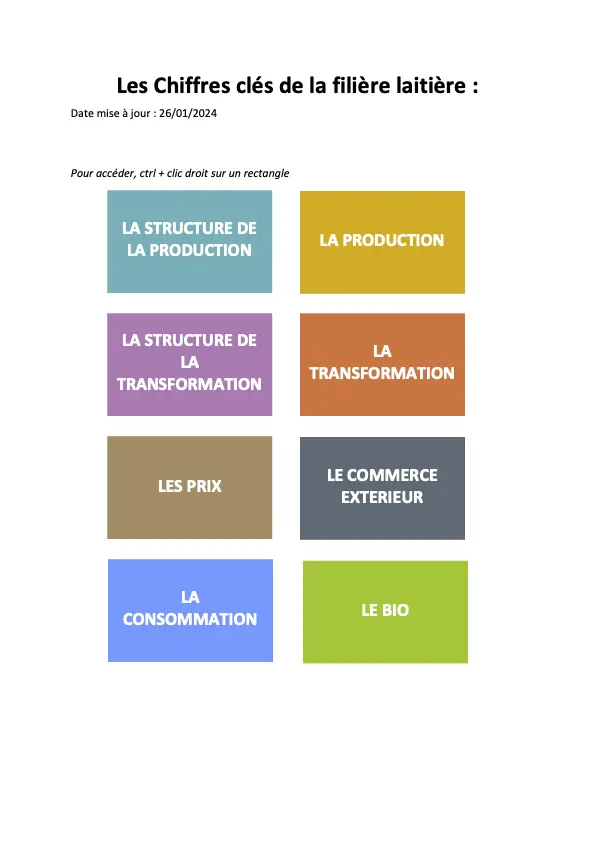 Les Chiffres clés de la filière laitière :
Date mise à jour : 26/01/2024
Pour accéder, ctrl + clic droit sur un rectangle
LA STRUCTURE DE
LA PRODUCTION
LA PRODUCTION
LA STRUCTURE DE
LA
TRANSFORMATION
LA
TRANSFORMATION
LES PRIX
LE COMMERCE
EXTERIEUR
LA
CONSOMMATION
LE BIO